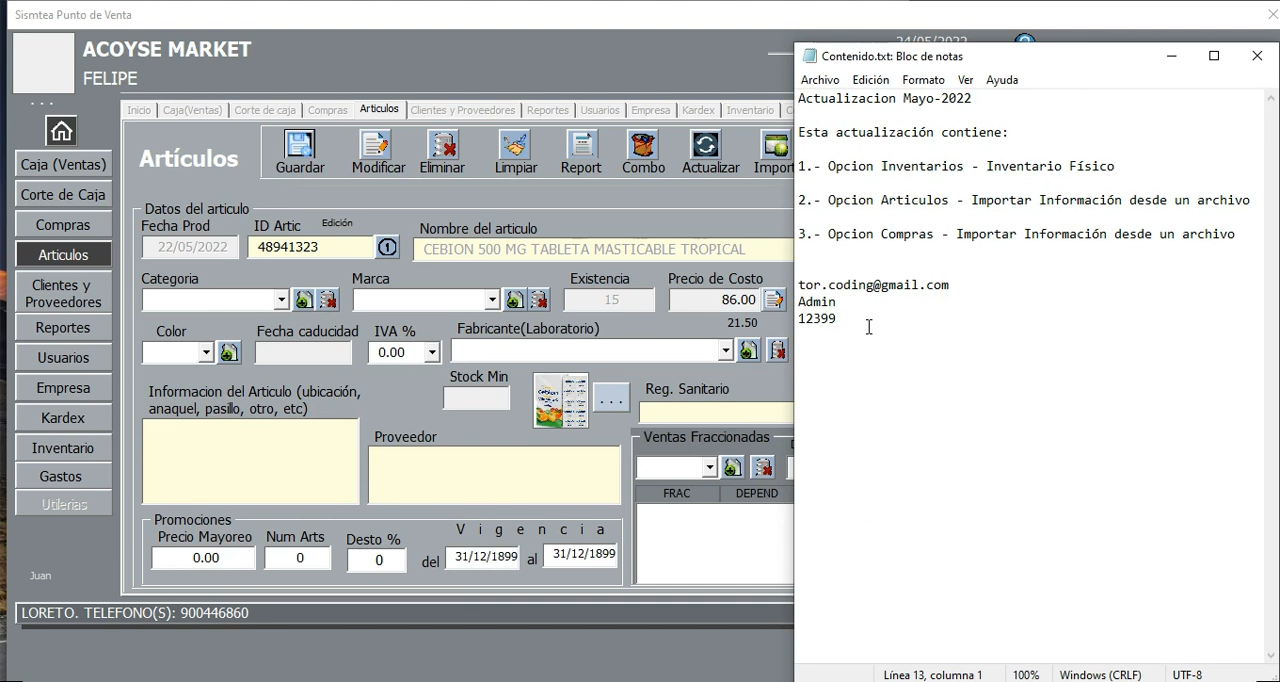 Sismtea Punto de Venta
ACOYSE MARKET
FELIPE
Inicio
Caja(Ventas)
Corte de caja
Compras
Articulos
Clientes y Proveedores
Reportes
Usuarios
Empresa
Kardex
Inventario
Caja (Ventas)
Corte de Caja
Compras
Articulos
Clientes y
Proveedores
Reportes
Usuarios
Empresa
Kardex
Inventario
Gastos
Utilerias
Juan
Artículos
Guardar
Modificar
Eliminar
Limpiar
Report
Combo
Actualizar
Import
Datos del articulo
Fecha Prod
ID Artic
Edición
Nombre del articulo
22/05/2022
48941323
CEBION 500 MG TABLETA MASTICABLE TROPICAL
Categoria
Marca
Existencia
Precio de Costo
15
86.00
21.50
Color
Fecha caducidad
IVA %
Fabricante(Laboratorio)
0.00
Informacion del Articulo (ubicación,
anaquel, pasillo, otro, etc)
Stock Min
. . .
Reg. Sanitario
Proveedor
Ventas Fraccionadas
FRAC
DEPEND
Promociones
Precio Mayoreo
Num Arts
Desto %
V i g e n c i a
0.00
0
0
del
31/12/1899
al
31/12/1899
LORETO. TELEFONO(S): 900446860
Contenido.txt: Bloc de notas
Archivo
Edición
Formato
Ver
Ayuda
Actualizacion Mayo-2022
Esta actualización contiene:
1.- Opcion Inventarios - Inventario Físico
2.- Opcion Articulos - Importar Información desde un archivo
3.- Opcion Compras - Importar Información desde un archivo
tor.coding@gmail.com
Admin
12399
Línea 13, columna 1
100%
Windows (CRLF)
UTF-8